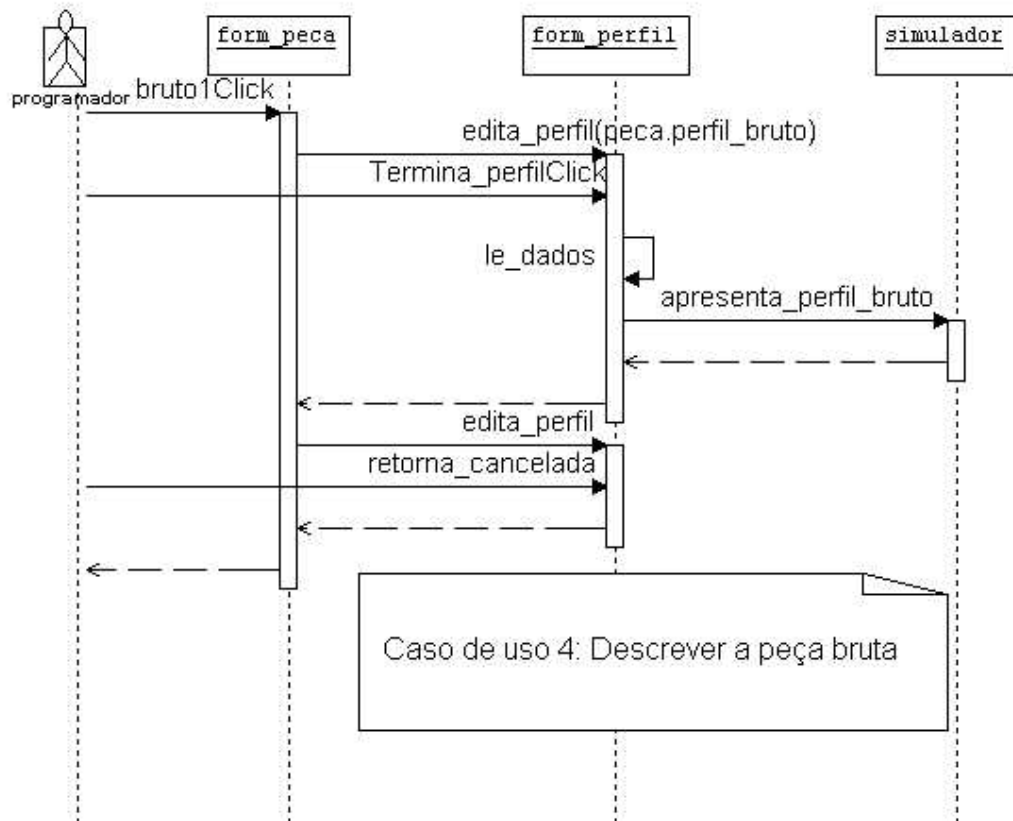 form_peca
form_perfil
simulador
programador
bruto1Click
edita_perfil(peca.perfil_bruto)
Termina_perfilClick
le_dados
apresenta_perfil_bruto
edita_perfil
retorna_cancelada
Caso de uso 4: Descrever a peça bruta